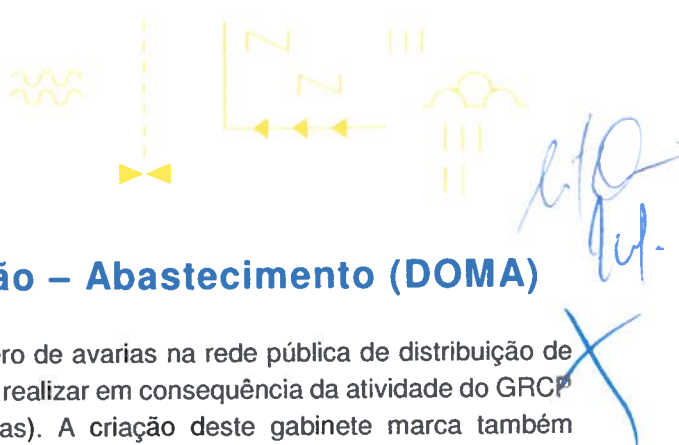 ão – Abastecimento (DOMA)
ro de avarias na rede pública de distribuição de
realizar em consequência da atividade do GRCP
as). A criação deste gabinete marca também